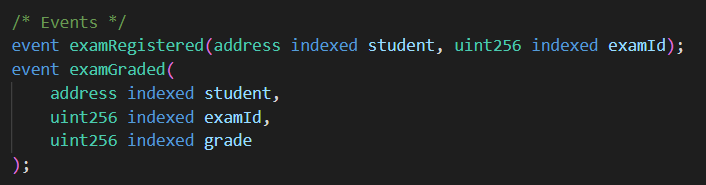 /* Events */
event examRegistered(address indexed student, uint256 indexed examId);
event examGraded(
    address indexed student,
    uint256 indexed examId,
    uint256 indexed grade
);